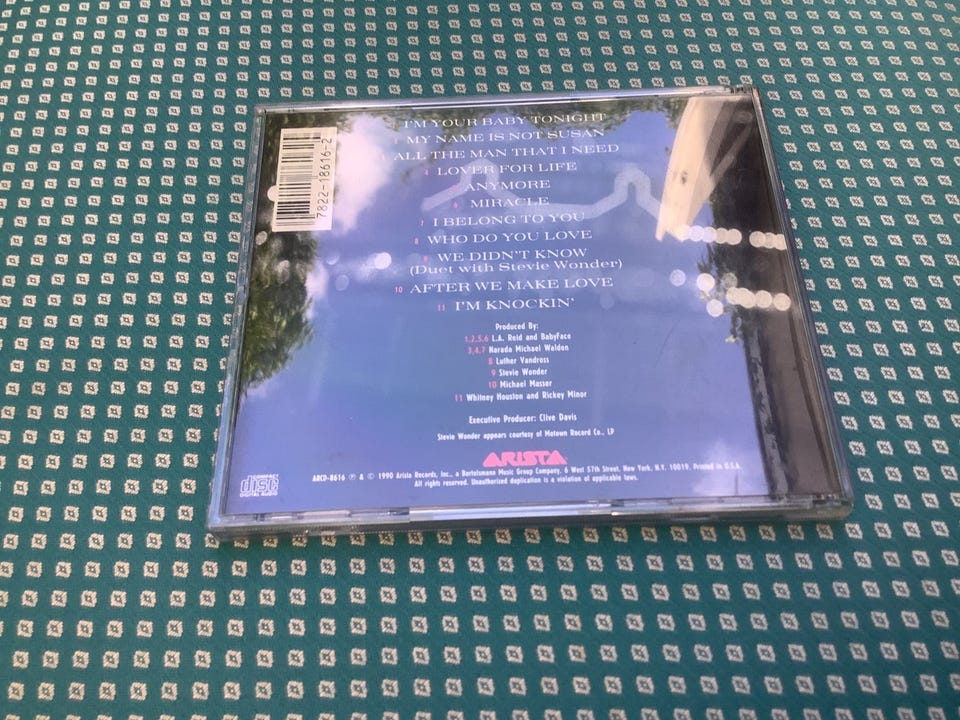 7822-18616-2
I'M YOUR BABY TONIGHT
MY NAME IS NOT SUSAN
ALL THE MAN THAT I NEED
4 LOVER FOR LIFE
ANYMORE
6 MIRACLE
7 I BELONG TO YOU
8 WHO DO YOU LOVE
9 WE DIDN'T KNOW
(Duet with Stevie Wonder)
10 AFTER WE MAKE LOVE
11 I'M KNOCKIN'
Produced By:
1,2,5,6 L.A. Reid and BabyFace
3,4,7 Narada Michael Walden
8 Luther Vandross
9 Stevie Wonder
10 Michael Masser
11 Whitney Houston and Rickey Minor
Executive Producer: Clive Davis
Stevie Wonder appears courtesy of Motown Record Co., LP
ARISTA
ARCD-8616 ℗ & © 1990 Arista Records, Inc., a Bertelsmann Music Group Company, 6 West 57th Street, New York, N.Y. 10019. Printed in U.S.A.
All rights reserved. Unauthorized duplication is a violation of applicable laws.
COMPACT
disc
DIGITAL AUDIO